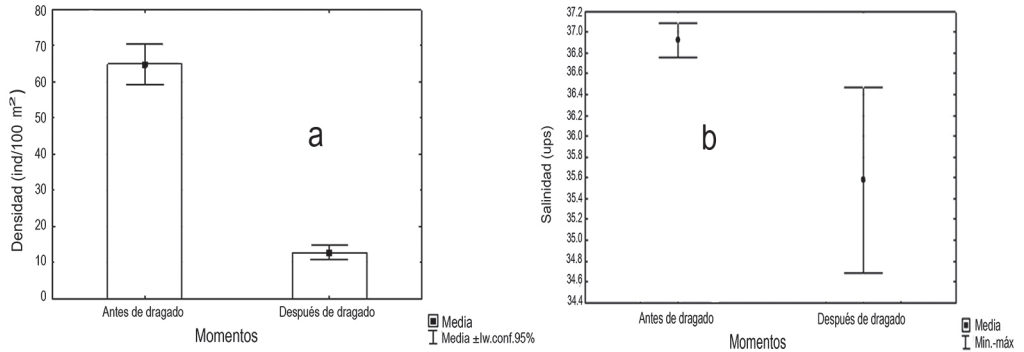 80
70
60
50
40
30
20
10
0
Densidad (ind/100 m²)
a
Antes de dragado
Después de dragado
Momentos
Media
Media ±Iw.conf.95%
37.2
37.0
36.8
36.6
36.4
36.2
36.0
35.8
35.6
35.4
35.2
35.0
34.8
34.6
34.4
Salinidad (ups)
b
Antes de dragado
Después de dragado
Momentos
Media
Min.-máx